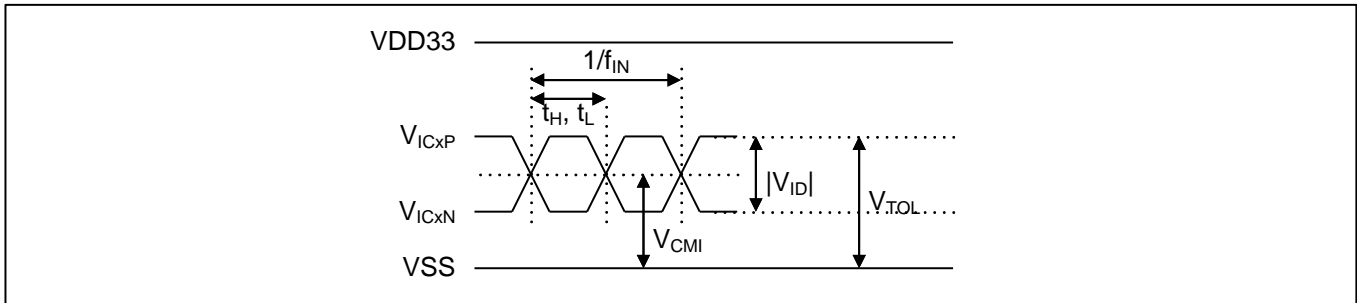 VDD33
1/fIN
tH, tL
VICxP
|VID|
VTOL
VICxN
VCMI
VSS